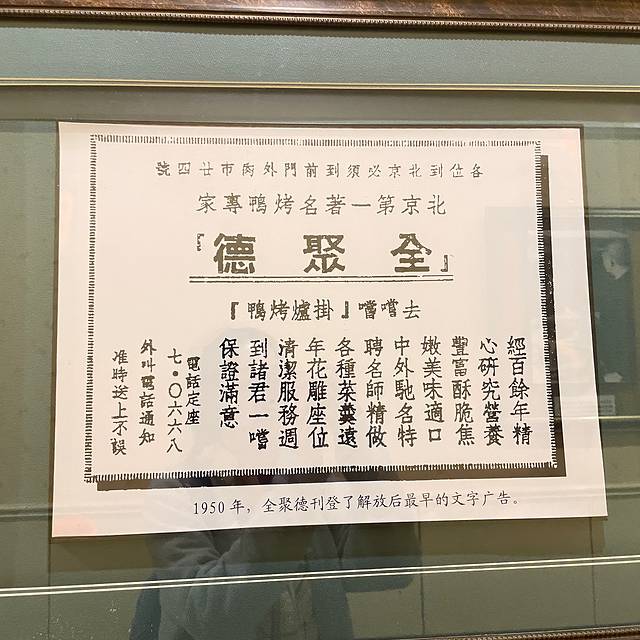 各位到北京必須到前門外肉市廿四號
北京第一著名烤鴨專家
『全聚德』
去嚐嚐『掛爐烤鴨』
經百餘年精
心研究營養
豐富酥脆焦
嫩美味適口
中外馳名特
聘名師精做
各種菜羹遠
年花雕座位
清潔服務週
到諸君一嚐
保證滿意
電話定座
七·〇六六八
外叫電話通知
准時送上不誤
1950年，全聚德刊登了解放后最早的文字广告。